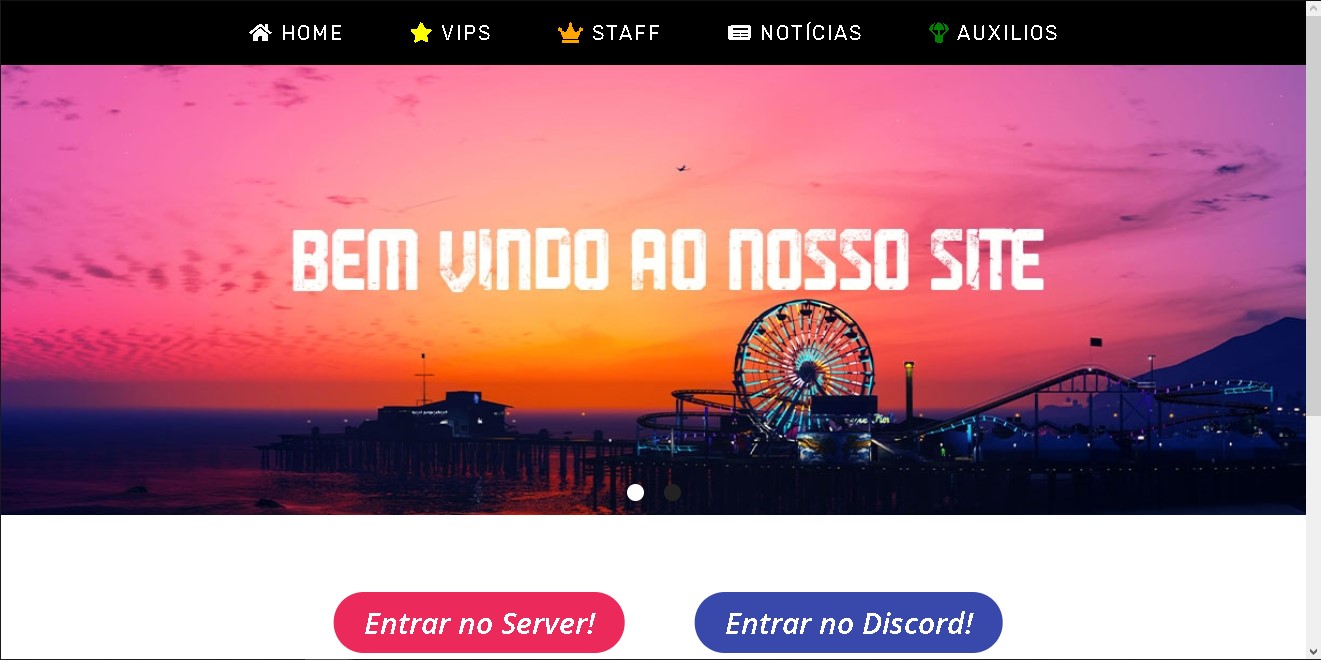 HOME VIPS STAFF NOTÍCIAS AUXILIOS
BEM VINDO AO NOSSO SITE
Entrar no Server! Entrar no Discord!